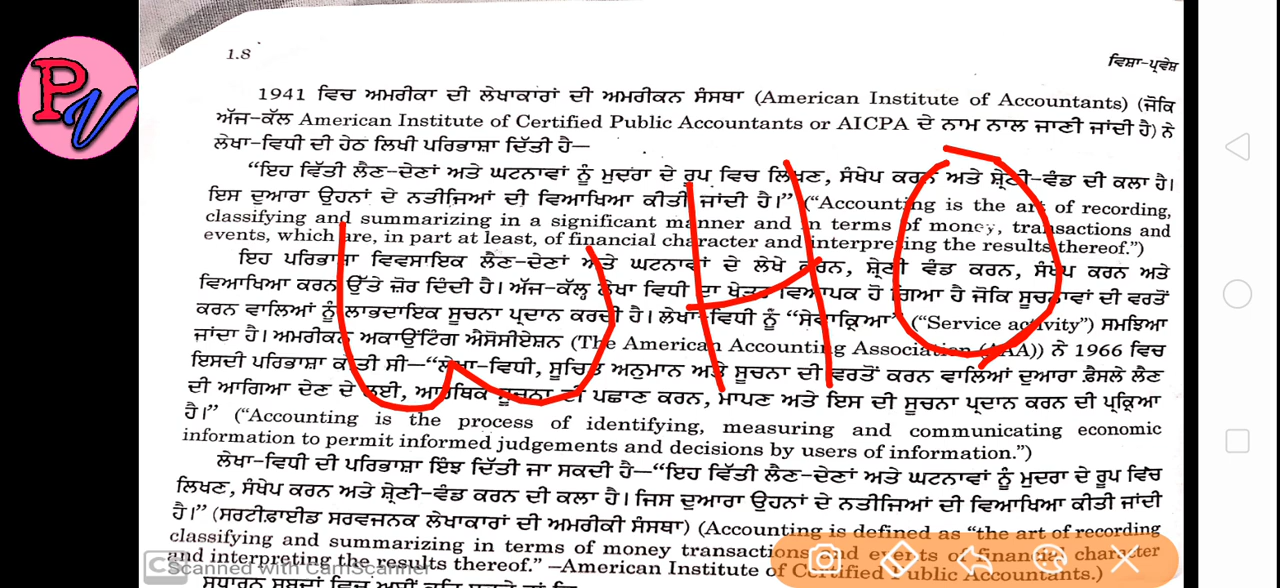 PV
1.8
ਵਿਸ਼ਾ-ਪ੍ਰਵੇਸ਼
1941 ਵਿਚ ਅਮਰੀਕਾ ਦੀ ਲੇਖਾਕਾਰਾਂ ਦੀ ਅਮਰੀਕਨ ਸੰਸਥਾ (American Institute of Accountants) (ਜੋਕਿ
ਅੱਜ-ਕੱਲ American Institute of Certified Public Accountants or AICPA ਦੇ ਨਾਮ ਨਾਲ ਜਾਣੀ ਜਾਂਦੀ ਹੈ) ਨੇ
ਲੇਖਾ-ਵਿਧੀ ਦੀ ਹੇਠ ਲਿਖੀ ਪਰਿਭਾਸ਼ਾ ਦਿੱਤੀ ਹੈ—
“ਇਹ ਵਿੱਤੀ ਲੈਣ-ਦੇਣਾਂ ਅਤੇ ਘਟਨਾਵਾਂ ਨੂੰ ਮੁਦਰਾ ਦੇ ਰੂਪ ਵਿਚ ਲਿਖਣ, ਸੰਖੇਪ ਕਰਨ ਅਤੇ ਸ਼੍ਰੇਣੀ-ਵੰਡ ਦੀ ਕਲਾ ਹੈ।
ਇਸ ਦੁਆਰਾ ਉਹਨਾਂ ਦੇ ਨਤੀਜਿਆਂ ਦੀ ਵਿਆਖਿਆ ਕੀਤੀ ਜਾਂਦੀ ਹੈ।” (“Accounting is the art of recording,
classifying and summarizing in a significant manner and in terms of money, transactions and
events, which are, in part at least, of financial character and interpreting the results thereof.”)
ਇਹ ਪਰਿਭਾਸ਼ਾ ਵਿਵਸਾਇਕ ਲੈਣ-ਦੇਣਾਂ ਅਤੇ ਘਟਨਾਵਾਂ ਦੇ ਲੇਖੇ ਕਰਨ, ਸ਼੍ਰੇਣੀ ਵੰਡ ਕਰਨ, ਸੰਖੇਪ ਕਰਨ ਅਤੇ
ਵਿਆਖਿਆ ਕਰਨ ਉੱਤੇ ਜ਼ੋਰ ਦਿੰਦੀ ਹੈ। ਅੱਜ-ਕੱਲ੍ਹ ਲੇਖਾ ਵਿਧੀ ਦਾ ਖੇਤਰ ਵਿਆਪਕ ਹੋ ਗਿਆ ਹੈ ਜੋਕਿ ਸੂਚਨਾਵਾਂ ਦੀ ਵਰਤੋਂ
ਕਰਨ ਵਾਲਿਆਂ ਨੂੰ ਲਾਭਦਾਇਕ ਸੂਚਨਾ ਪ੍ਰਦਾਨ ਕਰਦੀ ਹੈ। ਲੇਖਾ-ਵਿਧੀ ਨੂੰ “ਸੇਵਾਕ੍ਰਿਆ” (“Service activity”) ਸਮਝਿਆ
ਜਾਂਦਾ ਹੈ। ਅਮਰੀਕਨ ਅਕਾਊਂਟਿੰਗ ਐਸੋਸੀਏਸ਼ਨ (The American Accounting Association (AAA)) ਨੇ 1966 ਵਿਚ
ਇਸਦੀ ਪਰਿਭਾਸ਼ਾ ਕੀਤੀ ਸੀ—“ਲੇਖਾ-ਵਿਧੀ, ਸੂਚਿਤ ਅਨੁਮਾਨ ਅਤੇ ਸੂਚਨਾ ਦੀ ਵਰਤੋਂ ਕਰਨ ਵਾਲਿਆਂ ਦੁਆਰਾ ਫ਼ੈਸਲੇ ਲੈਣ
ਦੀ ਆਗਿਆ ਦੇਣ ਦੇ ਲਈ, ਆਰਥਿਕ ਸੂਚਨਾ ਦੀ ਪਛਾਣ ਕਰਨ, ਮਾਪਣ ਅਤੇ ਇਸ ਦੀ ਸੂਚਨਾ ਪ੍ਰਦਾਨ ਕਰਨ ਦੀ ਪ੍ਰਕ੍ਰਿਆ
ਹੈ।” (“Accounting is the process of identifying, measuring and communicating economic
information to permit informed judgements and decisions by users of information.”)
ਲੇਖਾ-ਵਿਧੀ ਦੀ ਪਰਿਭਾਸ਼ਾ ਇੰਝ ਦਿੱਤੀ ਜਾ ਸਕਦੀ ਹੈ—“ਇਹ ਵਿੱਤੀ ਲੈਣ-ਦੇਣਾਂ ਅਤੇ ਘਟਨਾਵਾਂ ਨੂੰ ਮੁਦਰਾ ਦੇ ਰੂਪ ਵਿੱਚ
ਲਿਖਣ, ਸੰਖੇਪ ਕਰਨ ਅਤੇ ਸ਼੍ਰੇਣੀ-ਵੰਡ ਕਰਨ ਦੀ ਕਲਾ ਹੈ। ਜਿਸ ਦੁਆਰਾ ਉਹਨਾਂ ਦੇ ਨਤੀਜਿਆਂ ਦੀ ਵਿਆਖਿਆ ਕੀਤੀ ਜਾਂਦੀ
ਹੈ।” (ਸਰਟੀਫ਼ਾਈਡ ਸਰਵਜਨਕ ਲੇਖਾਕਾਰਾਂ ਦੀ ਅਮਰੀਕੀ ਸੰਸਥਾ) (Accounting is defined as “the art of recording
classifying and summarizing in terms of money transactions and events of financial character
and interpreting the results thereof.” –American Institute of Certified Public Accountants.)
CS Scanned with CamScanner
WHO